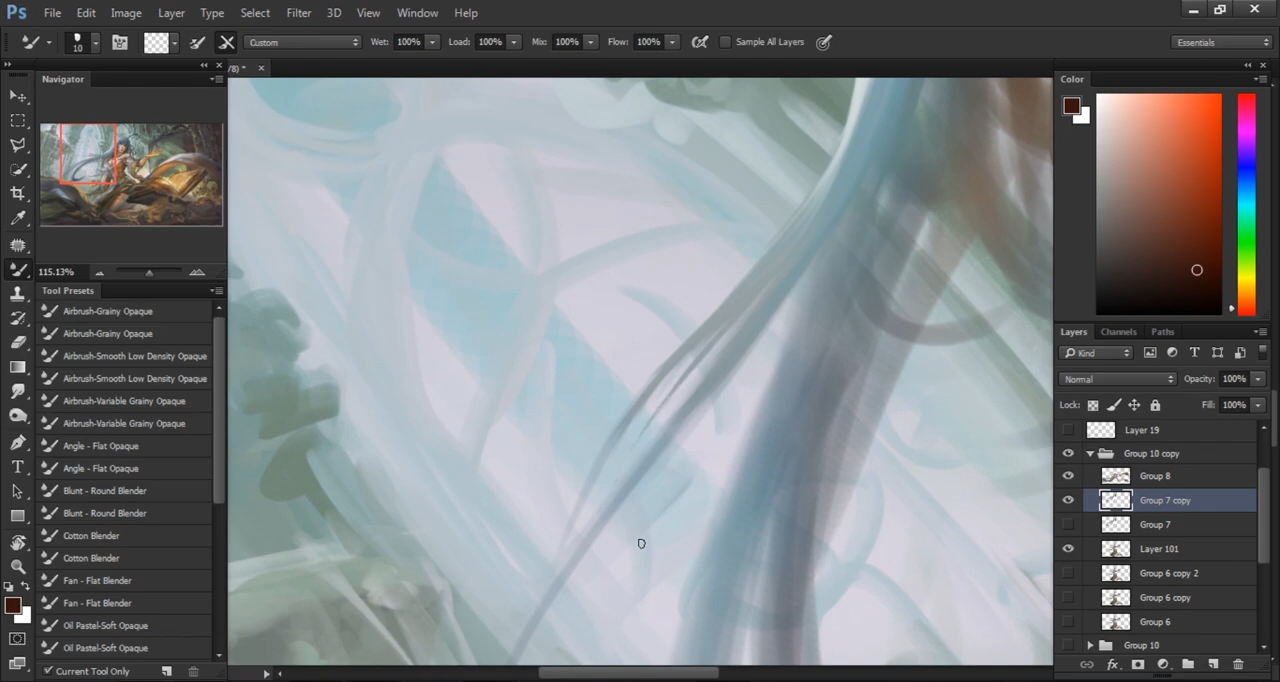 Ps File Edit Image Layer Type Select Filter 3D View Window Help
10 Custom Wet: 100% Load: 100% Mix: 100% Flow: 100% Sample All Layers Essentials
/8) * ×
Navigator
115.13%
Tool Presets
Airbrush-Grainy Opaque
Airbrush-Grainy Opaque
Airbrush-Smooth Low Density Opaque
Airbrush-Smooth Low Density Opaque
Airbrush-Variable Grainy Opaque
Airbrush-Variable Grainy Opaque
Angle - Flat Opaque
Angle - Flat Opaque
Blunt - Round Blender
Blunt - Round Blender
Cotton Blender
Cotton Blender
Fan - Flat Blender
Fan - Flat Blender
Oil Pastel-Soft Opaque
Oil Pastel-Soft Opaque
Current Tool Only
Color
Layers Channels Paths
Kind
Normal Opacity: 100%
Lock: Fill: 100%
Layer 19
Group 10 copy
Group 8
Group 7 copy
Group 7
Layer 101
Group 6 copy 2
Group 6 copy
Group 6
Group 10